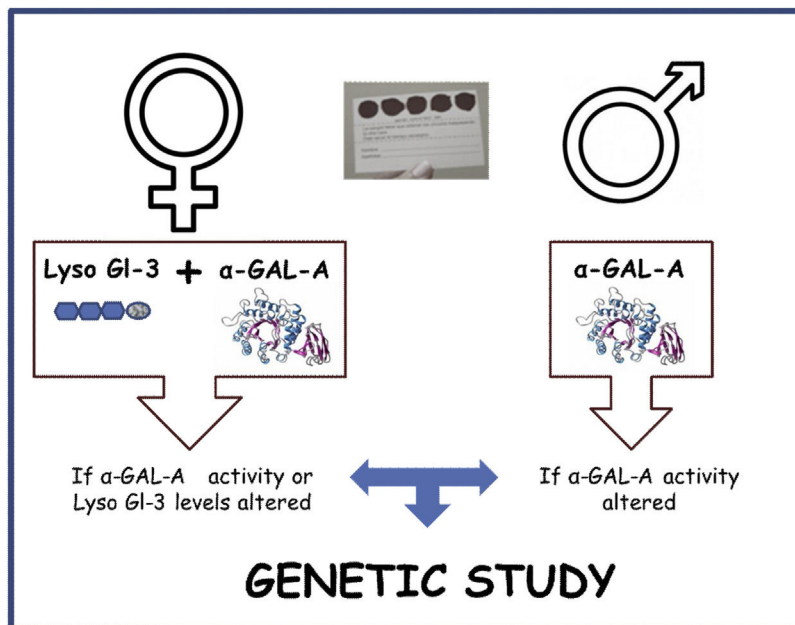 Lyso Gl-3 + α-GAL-A
α-GAL-A
If α-GAL-A activity or
Lyso Gl-3 levels altered
If α-GAL-A activity
altered
GENETIC STUDY